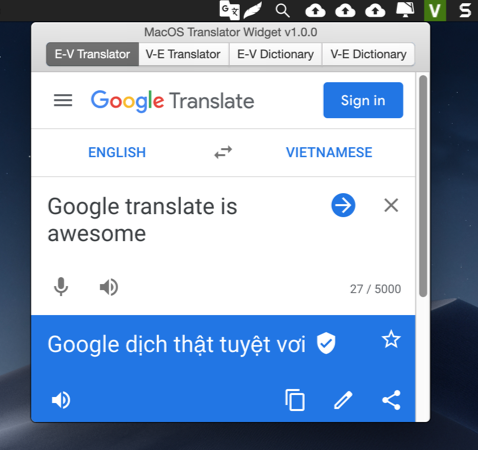 MacOS Translator Widget v1.0.0
E-V Translator V-E Translator E-V Dictionary V-E Dictionary
Google Translate Sign in
ENGLISH VIETNAMESE
Google translate is
awesome
27 / 5000
Google dịch thật tuyệt vơi